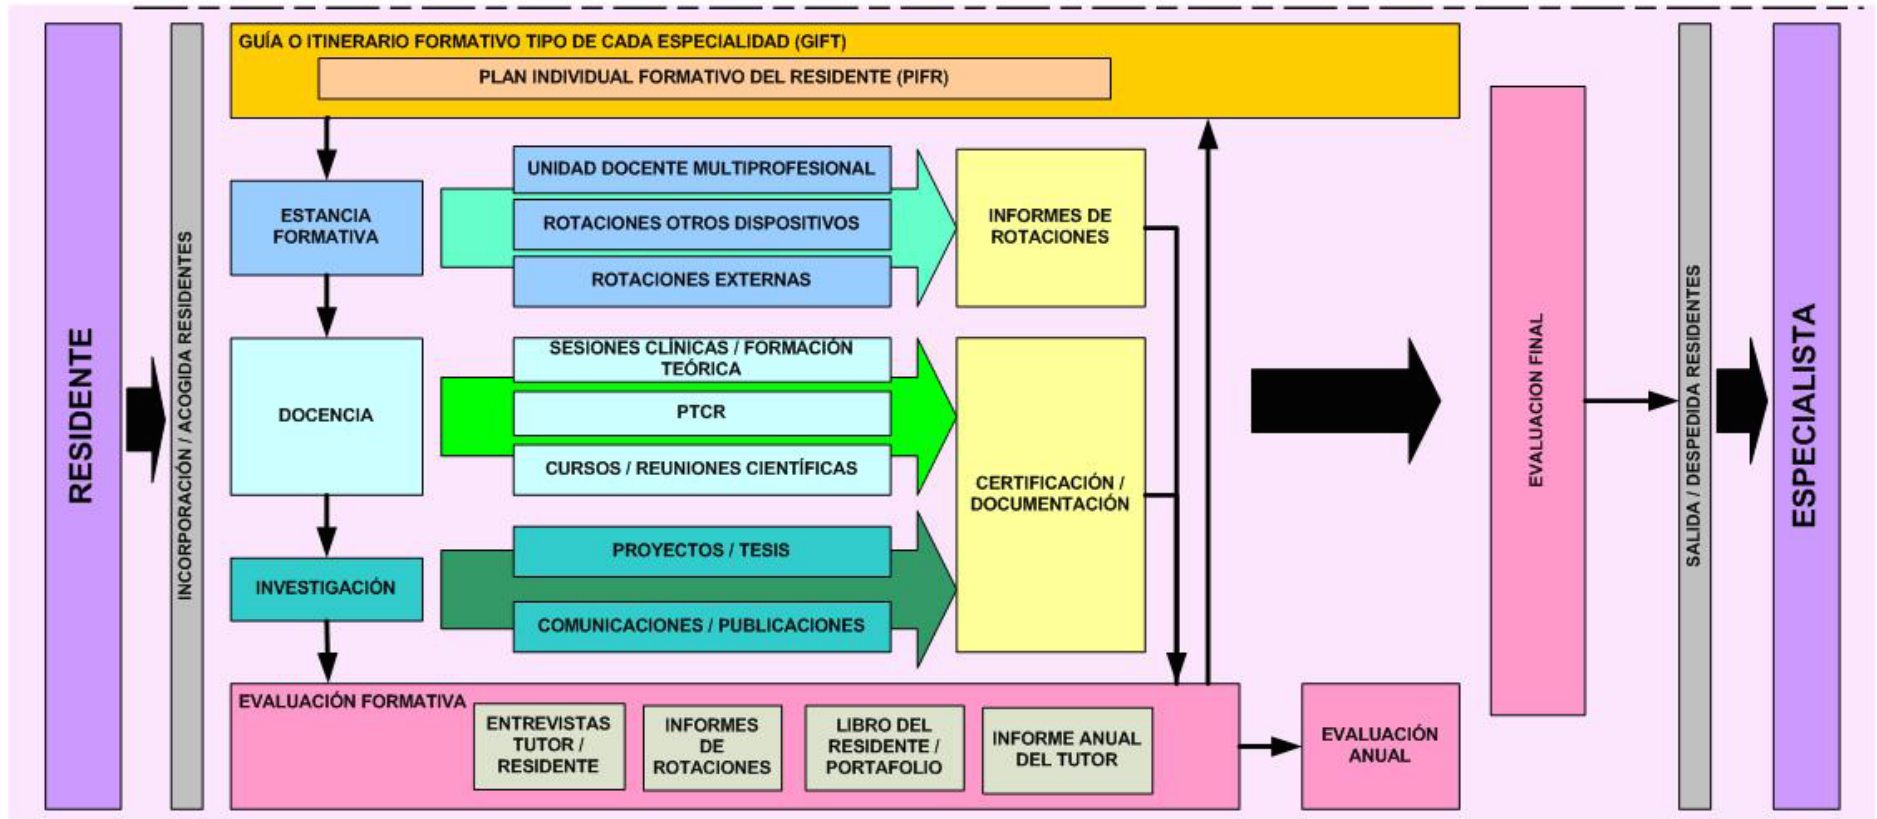 RESIDENTE
INCORPORACIÓN / ACOGIDA RESIDENTES
GUÍA O ITINERARIO FORMATIVO TIPO DE CADA ESPECIALIDAD (GIFT)
PLAN INDIVIDUAL FORMATIVO DEL RESIDENTE (PIFR)
ESTANCIA
FORMATIVA
UNIDAD DOCENTE MULTIPROFESIONAL
ROTACIONES OTROS DISPOSITIVOS
ROTACIONES EXTERNAS
INFORMES DE
ROTACIONES
DOCENCIA
SESIONES CLÍNICAS / FORMACIÓN
TEÓRICA
PTCR
CURSOS / REUNIONES CIENTÍFICAS
CERTIFICACIÓN /
DOCUMENTACIÓN
INVESTIGACIÓN
PROYECTOS / TESIS
COMUNICACIONES / PUBLICACIONES
EVALUACIÓN FORMATIVA
ENTREVISTAS
TUTOR /
RESIDENTE
INFORMES
DE
ROTACIONES
LIBRO DEL
RESIDENTE /
PORTAFOLIO
INFORME ANUAL
DEL TUTOR
EVALUACIÓN
ANUAL
EVALUACION FINAL
SALIDA / DESPEDIDA RESIDENTES
ESPECIALISTA